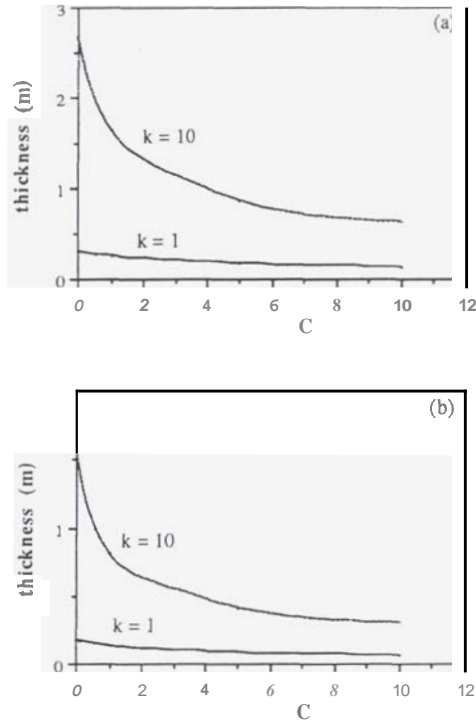 (a)
3
2
1
0
thickness (m)
k = 10
k = 1
0 2 4 6 8 10 12
C
(b)
1
0
thickness (m)
k = 10
k = 1
0 2 4 6 8 10 12
C